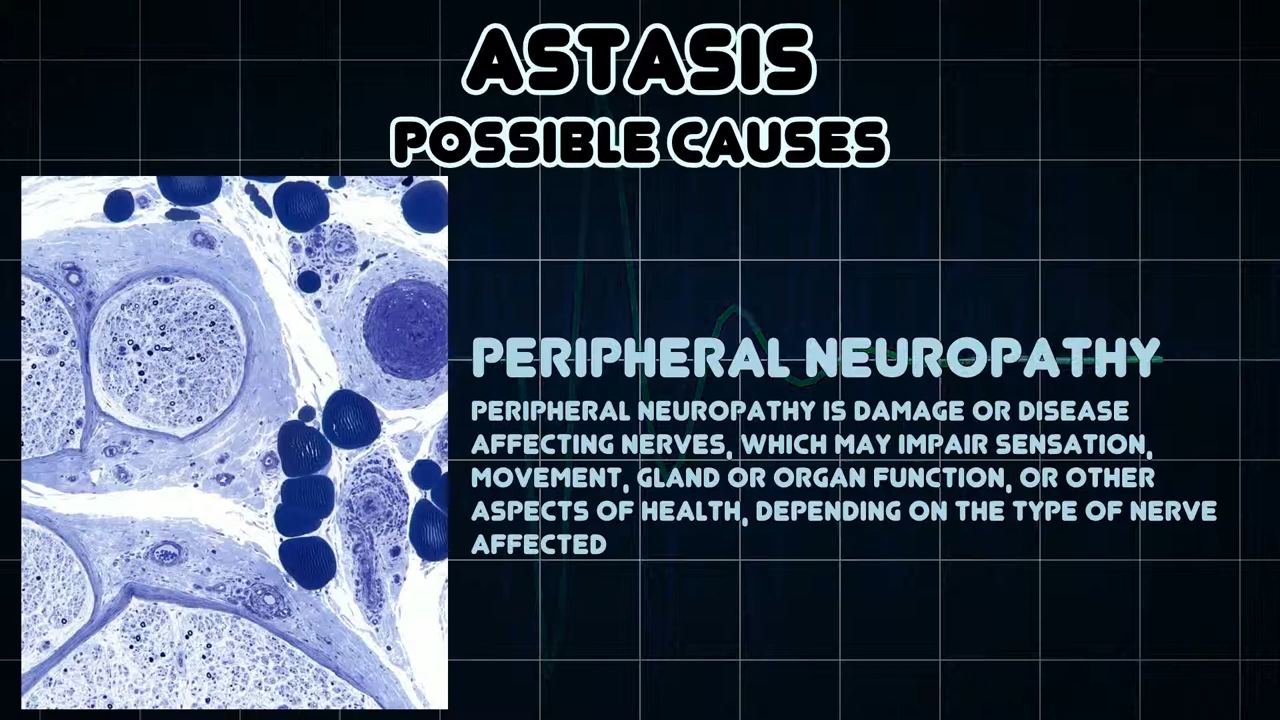 ASTASIS
POSSIBLE CAUSES
PERIPHERAL NEUROPATHY
PERIPHERAL NEUROPATHY IS DAMAGE OR DISEASE
AFFECTING NERVES, WHICH MAY IMPAIR SENSATION,
MOVEMENT, GLAND OR ORGAN FUNCTION, OR OTHER
ASPECTS OF HEALTH, DEPENDING ON THE TYPE OF NERVE
AFFECTED